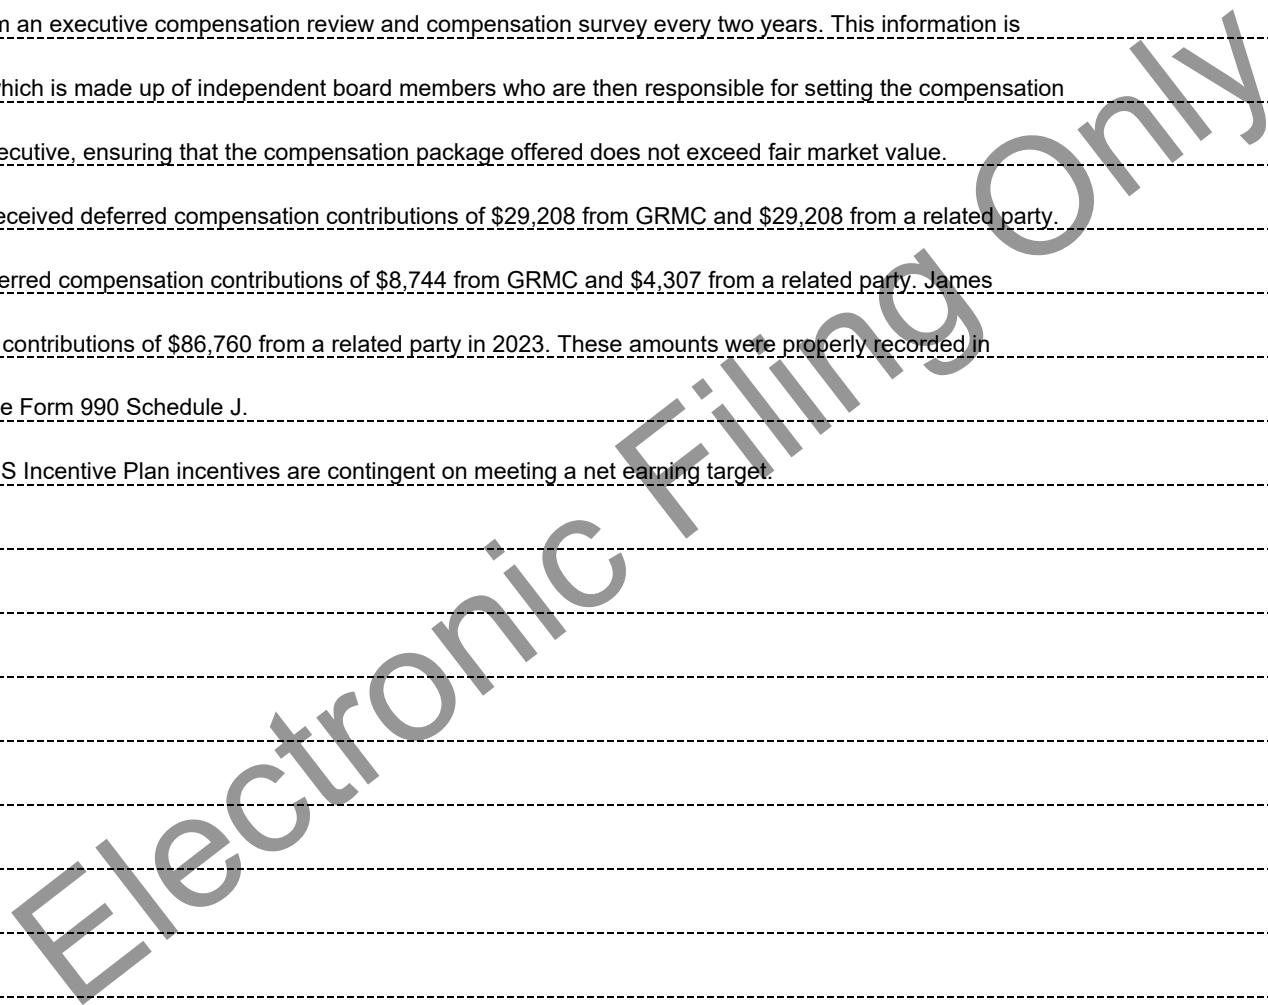 an executive compensation review and compensation survey every two years. This information is
which is made up of independent board members who are then responsible for setting the compensation
ecutive, ensuring that the compensation package offered does not exceed fair market value.
eceived deferred compensation contributions of $29,208 from GRMC and $29,208 from a related party.
erred compensation contributions of $8,744 from GRMC and $4,307 from a related party. James
contributions of $86,760 from a related party in 2023. These amounts were properly recorded in
e Form 990 Schedule J.
S Incentive Plan incentives are contingent on meeting a net earning target.
Electronic Filing Only